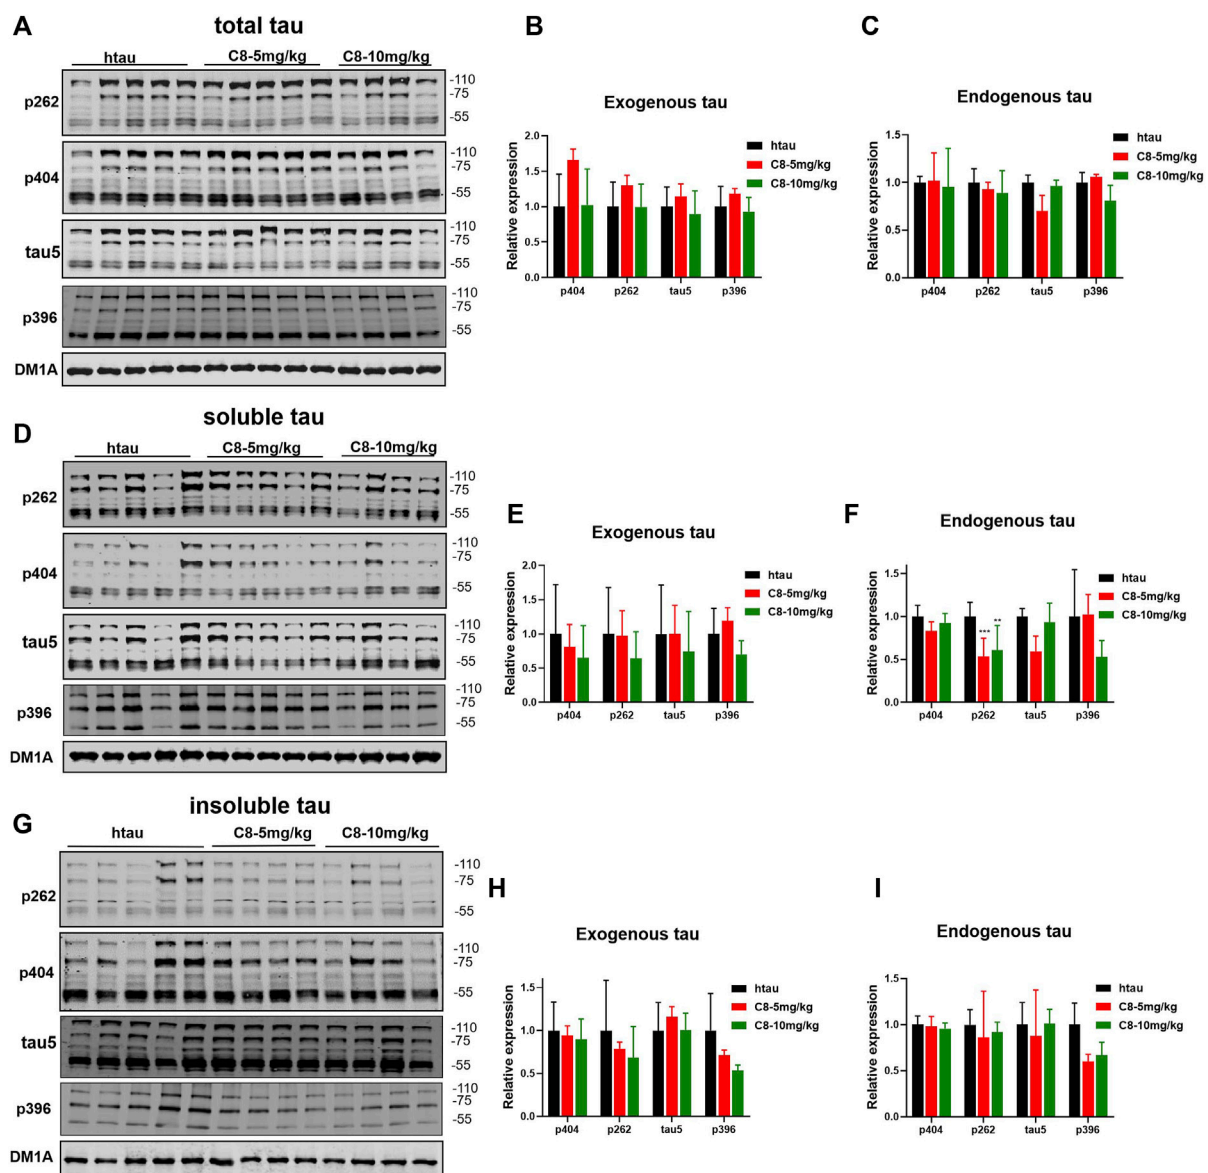 A
total tau
htau
C8-5mg/kg
C8-10mg/kg
p262
-110
-75
-55
p404
-110
-75
-55
tau5
-110
-75
-55
p396
-110
-75
-55
DM1A
B
Exogenous tau
Relative expression
2.0
1.5
1.0
0.5
0.0
p404 p262 tau5 p396
htau
C8-5mg/kg
C8-10mg/kg
C
Endogenous tau
Relative expression
1.5
1.0
0.5
0.0
p404 p262 tau5 p396
htau
C8-5mg/kg
C8-10mg/kg
D
soluble tau
htau
C8-5mg/kg
C8-10mg/kg
p262
-110
-75
-55
p404
-110
-75
-55
tau5
-110
-75
-55
p396
-110
-75
-55
DM1A
E
Exogenous tau
Relative expression
2.0
1.5
1.0
0.5
0.0
p404 p262 tau5 p396
htau
C8-5mg/kg
C8-10mg/kg
F
Endogenous tau
Relative expression
1.5
1.0
0.5
0.0
*** **
p404 p262 tau5 p396
htau
C8-5mg/kg
C8-10mg/kg
G
insoluble tau
htau
C8-5mg/kg
C8-10mg/kg
p262
-110
-75
-55
p404
-110
-75
-55
tau5
-110
-75
-55
p396
-110
-75
-55
DM1A
H
Exogenous tau
Relative expression
1.5
1.0
0.5
0.0
p404 p262 tau5 p396
htau
C8-5mg/kg
C8-10mg/kg
I
Endogenous tau
Relative expression
1.5
1.0
0.5
0.0
p404 p262 tau5 p396
htau
C8-5mg/kg
C8-10mg/kg